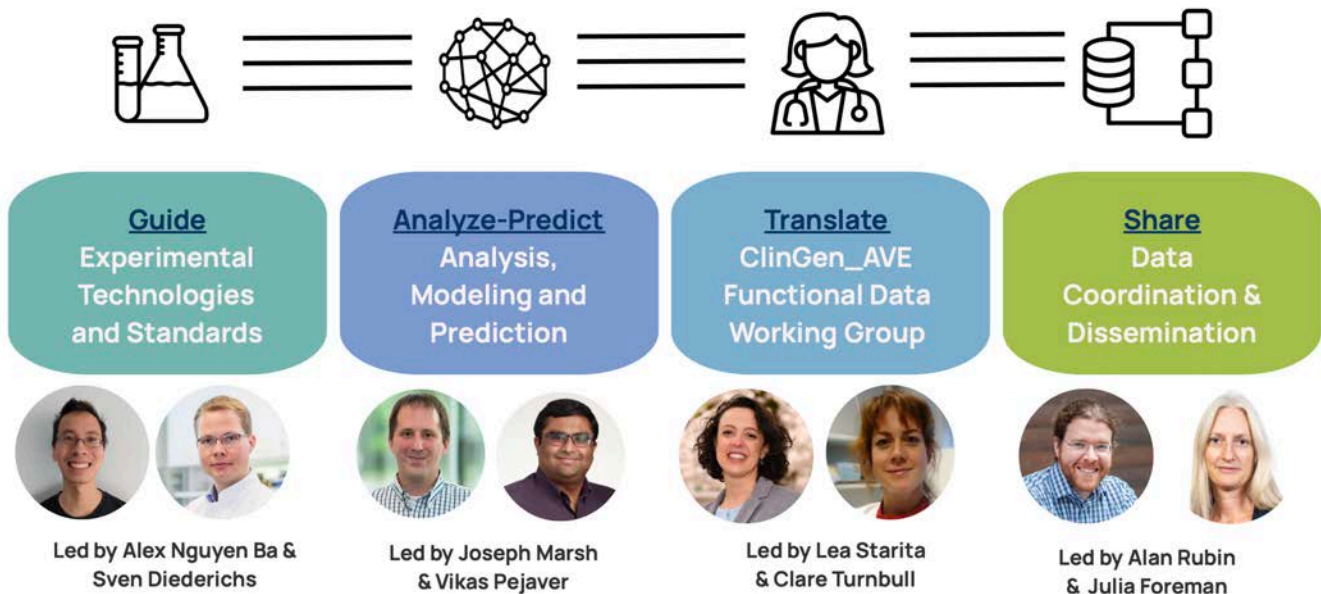 Guide
Experimental
Technologies
and Standards
Analyze-Predict
Analysis,
Modeling and
Prediction
Translate
ClinGen_AVE
Functional Data
Working Group
Share
Data
Coordination &
Dissemination
Led by Alex Nguyen Ba &
Sven Diederichs
Led by Joseph Marsh
& Vikas Pejaver
Led by Lea Starita
& Clare Turnbull
Led by Alan Rubin
& Julia Foreman